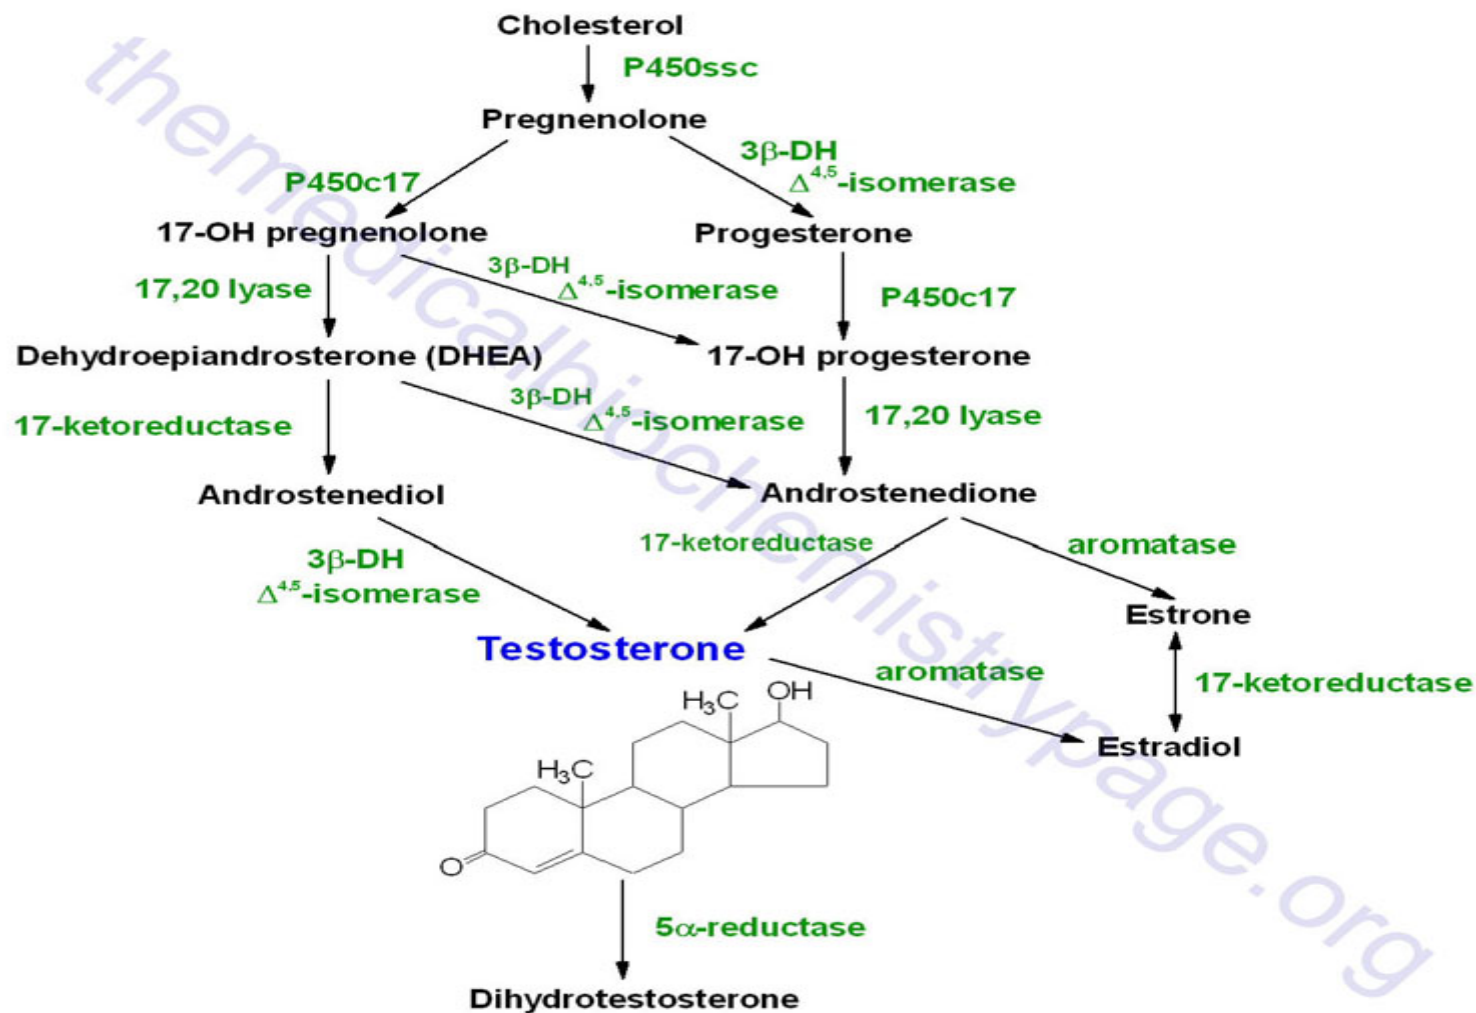 Cholesterol
P450ssc
Pregnenolone
3β-DH
Δ4,5-isomerase
P450c17
17-OH pregnenolone
Progesterone
3β-DH
Δ4,5-isomerase
17,20 lyase
P450c17
Dehydroepiandrosterone (DHEA)
17-OH progesterone
3β-DH
Δ4,5-isomerase
17-ketoreductase
17,20 lyase
Androstenediol
Androstenedione
17-ketoreductase
aromatase
3β-DH
Δ4,5-isomerase
Estrone
Testosterone
aromatase
17-ketoreductase
H3C
OH
Estradiol
H3C
O
5α-reductase
Dihydrotestosterone
themedicalbiochemistrypage.org